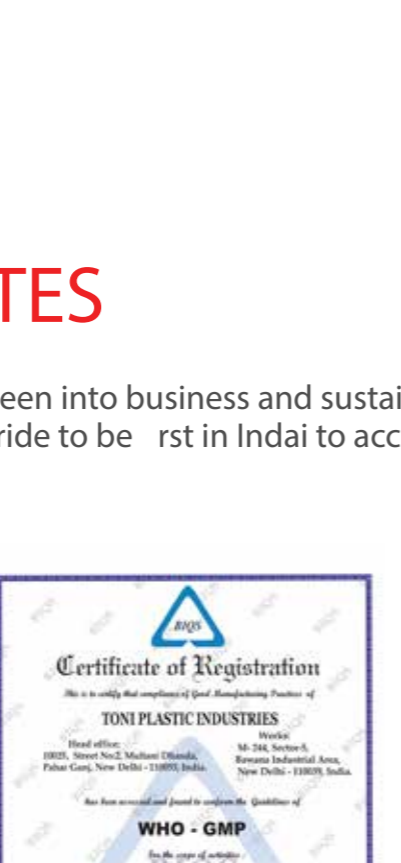 TES
een into business and sustai
ride to be rst in Indai to acc
BIQS
Certificate of Registration
This is to certify that compliance of Good Manufacturing Practices of
TONI PLASTIC INDUSTRIES
Head office:
10025, Street No.2, Multani Dhanda,
Pahar Ganj, New Delhi - 110055, India.
Works:
M- 244, Sector-5,
Bawana Industrial Area,
New Delhi - 110039, India.
has been assessed and found to conform the Guidelines of
WHO - GMP
For the scope of activities